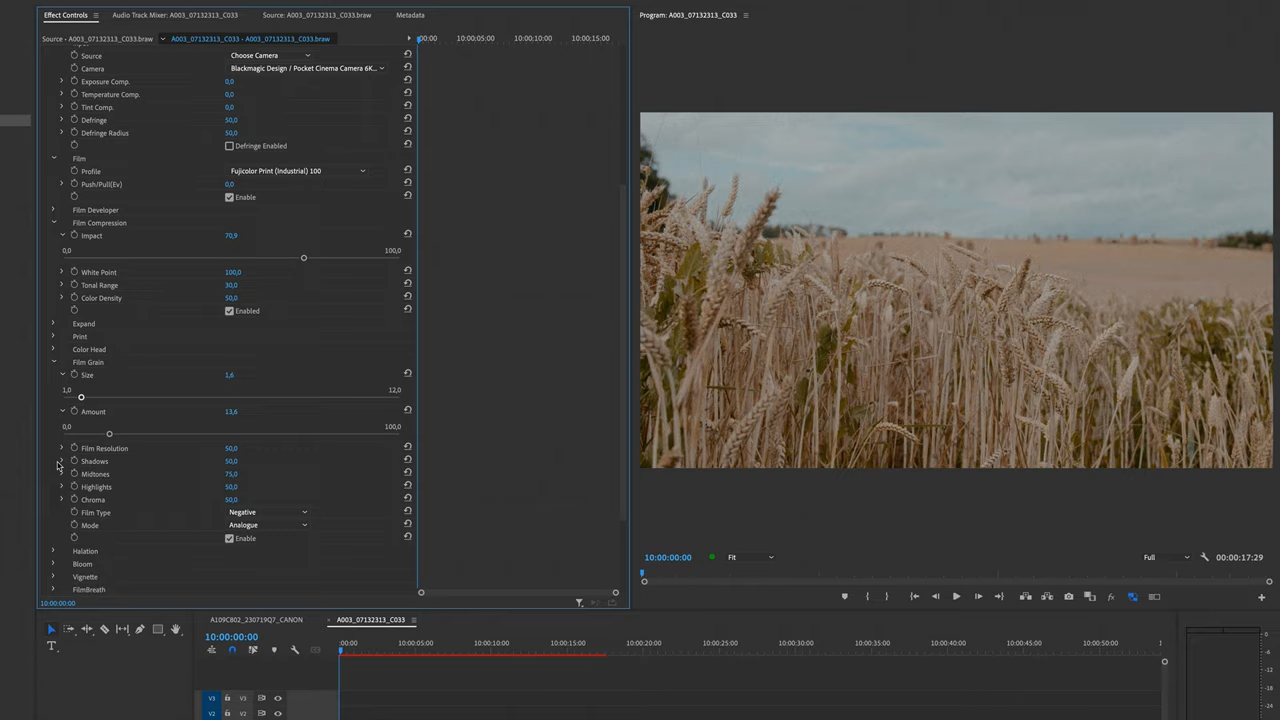 Effect Controls Audio Track Mixer: A003_07132313_C033 Source: A003_07132313_C033.braw Metadata
Program: A003_07132313_C033
Source • A003_07132313_C033.braw A003_07132313_C033 • A003_07132313_C033.braw
:00:00 10:00:05:00 10:00:10:00 10:00:15:00
Source Choose Camera
Camera Blackmagic Design / Pocket Cinema Camera 6K...
Exposure Comp. 0,0
Temperature Comp. 0,0
Tint Comp. 0,0
Defringe 50,0
Defringe Radius 50,0
Defringe Enabled
Film
Profile Fujicolor Print (Industrial) 100
Push/Pull(Ev) 0,0
Enable
Film Developer
Film Compression
Impact 70,9
0,0 100,0
White Point 100,0
Tonal Range 30,0
Color Density 50,0
Enabled
Expand
Print
Color Head
Film Grain
Size 1,6
1,0 12,0
Amount 13,6
0,0 100,0
Film Resolution 50,0
Shadows 50,0
Midtones 75,0
Highlights 50,0
Chroma 50,0
Film Type Negative
Mode Analogue
Enable
Halation
Bloom
Vignette
FilmBreath
10:00:00:00
10:00:00:00 Fit Full 00:00:17:29
A109C802_230719Q7_CANON A003_07132313_C033
10:00:00:00
:00:00 10:00:05:00 10:00:10:00 10:00:15:00 10:00:20:00 10:00:25:00 10:00:30:00 10:00:35:00 10:00:40:00 10:00:45:00 10:00:50:00
V3 V3
V2 V2
0
-6
-12
-18
-24